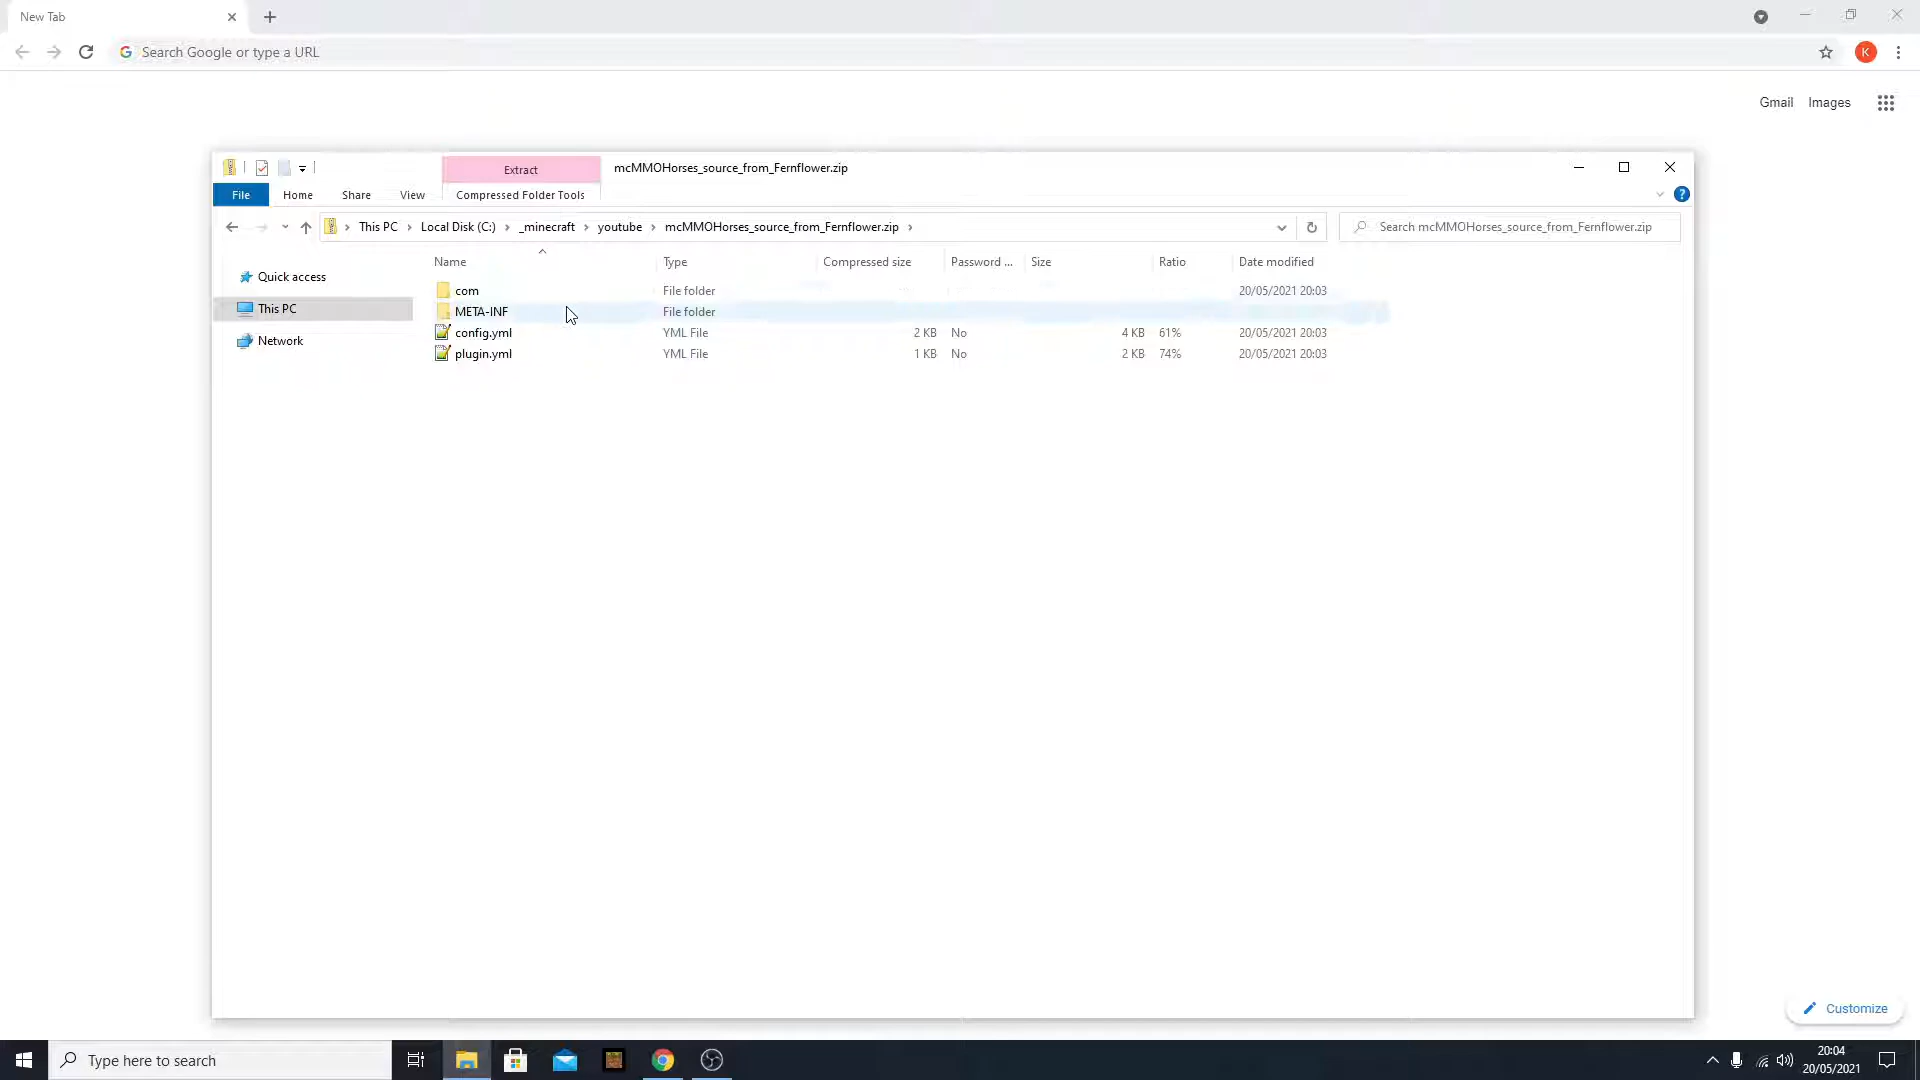 New Tab
Search Google or type a URL
K
Gmail Images
Extract mcMMOHorses_source_from_Fernflower.zip
File Home Share View Compressed Folder Tools
This PC Local Disk (C:) _minecraft youtube mcMMOHorses_source_from_Fernflower.zip Search mcMMOHorses_source_from_Fernflower.zip
Name Type Compressed size Password ... Size Ratio Date modified
Quick access
This PC
Network
com File folder 20/05/2021 20:03
META-INF File folder
config.yml YML File 2 KB No 4 KB 61% 20/05/2021 20:03
plugin.yml YML File 1 KB No 2 KB 74% 20/05/2021 20:03
Customize
Type here to search
20:04
20/05/2021